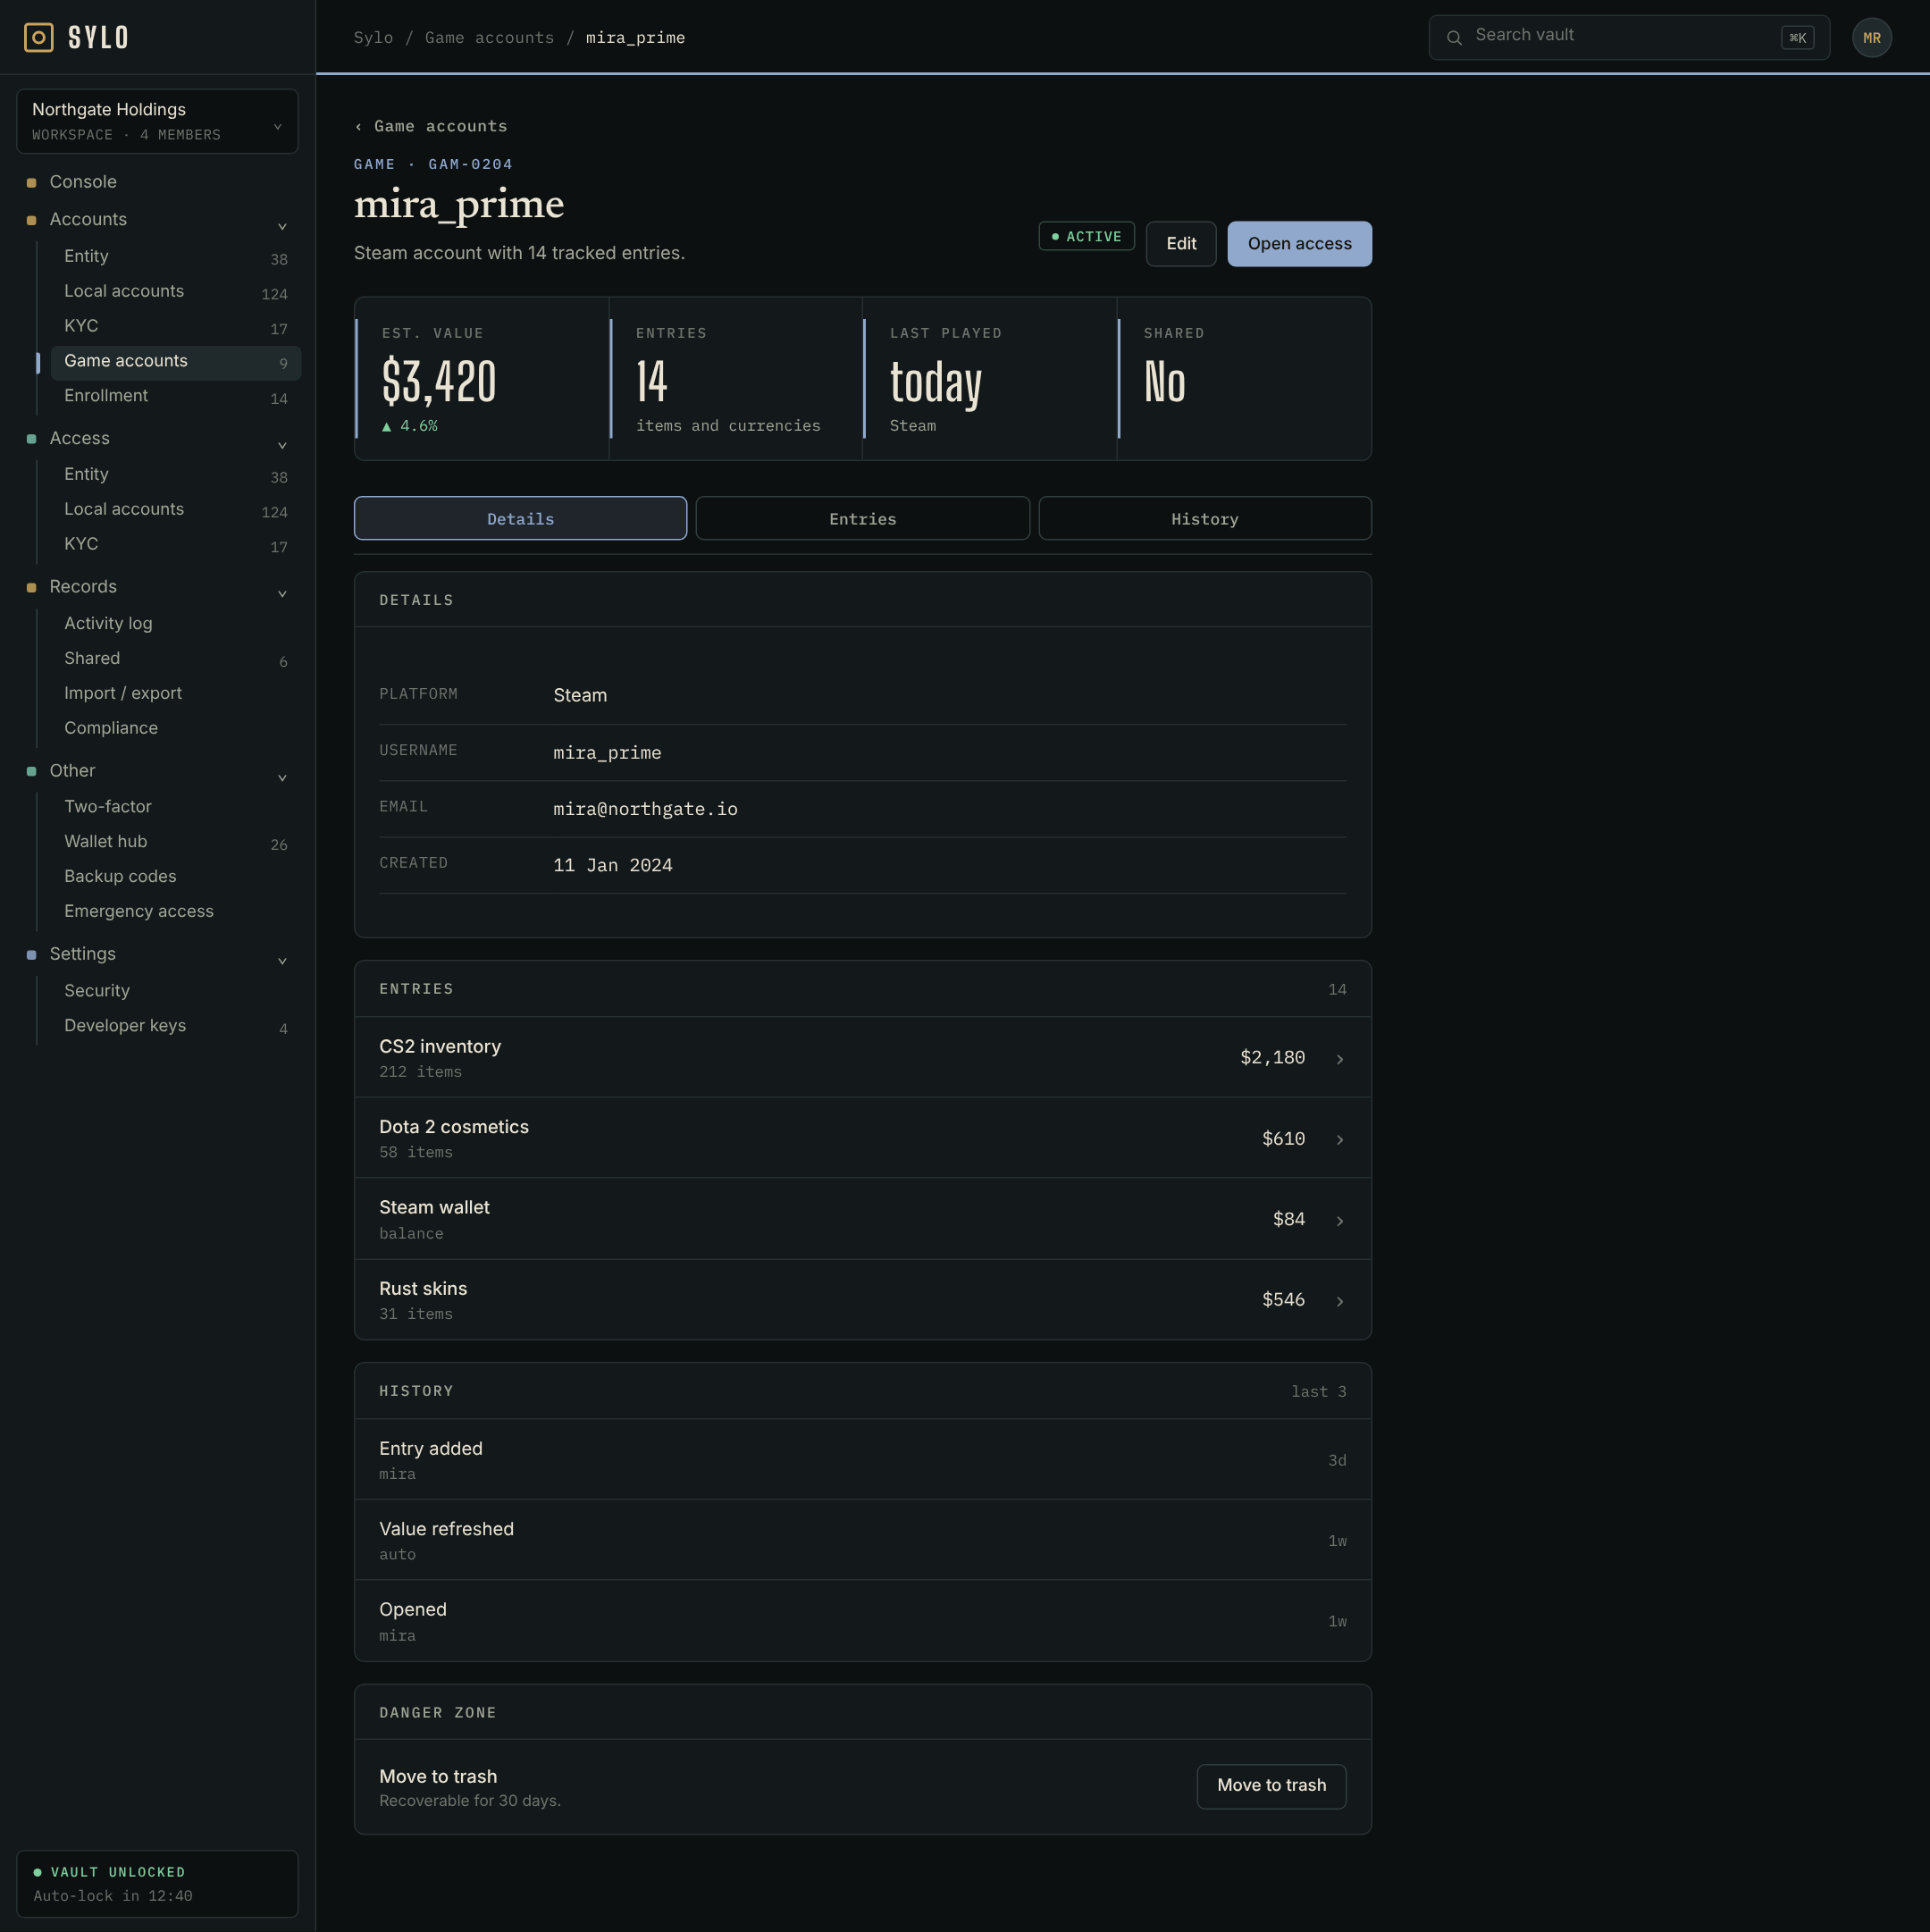 SYLO
Northgate Holdings
WORKSPACE · 4 MEMBERS
Console
Accounts
Entity 38
Local accounts 124
KYC 17
Game accounts 9
Enrollment 14
Access
Entity 38
Local accounts 124
KYC 17
Records
Activity log
Shared 6
Import / export
Compliance
Other
Two-factor
Wallet hub 26
Backup codes
Emergency access
Settings
Security
Developer keys 4
VAULT UNLOCKED
Auto-lock in 12:40
Sylo / Game accounts / mira_prime
Search vault ⌘K
MR
‹ Game accounts
GAME · GAM-0204
mira_prime
Steam account with 14 tracked entries.
ACTIVE
Edit
Open access
EST. VALUE
$3,420
▲ 4.6%
ENTRIES
14
items and currencies
LAST PLAYED
today
Steam
SHARED
No
Details
Entries
History
DETAILS
PLATFORM Steam
USERNAME mira_prime
EMAIL mira@northgate.io
CREATED 11 Jan 2024
ENTRIES 14
CS2 inventory
212 items
$2,180 ›
Dota 2 cosmetics
58 items
$610 ›
Steam wallet
balance
$84 ›
Rust skins
31 items
$546 ›
HISTORY last 3
Entry added
mira
3d
Value refreshed
auto
1w
Opened
mira
1w
DANGER ZONE
Move to trash
Recoverable for 30 days.
Move to trash